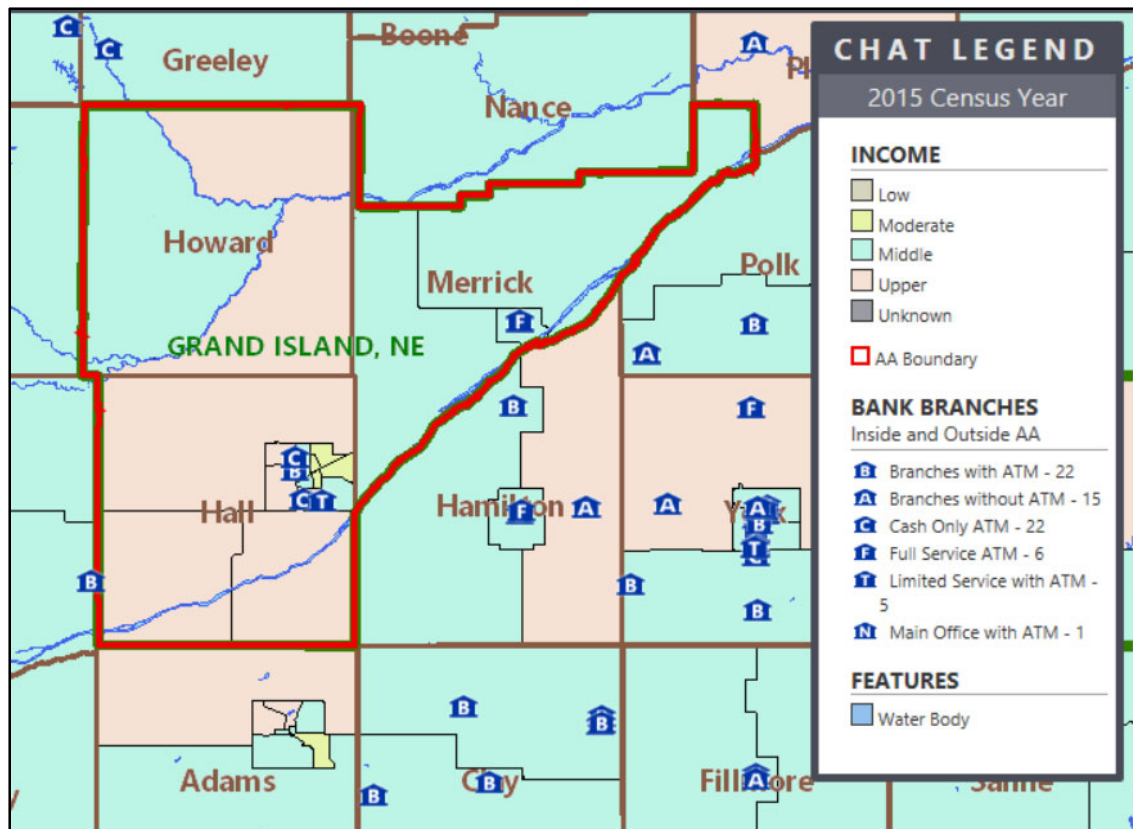 Boone
Greeley
Nance
Howard
Merrick
Polk
GRAND ISLAND, NE
Hall
Hamilton
York
Adams
Clay
Fillmore
CHAT LEGEND
2015 Census Year
INCOME
Low
Moderate
Middle
Upper
Unknown
AA Boundary
BANK BRANCHES
Inside and Outside AA
B Branches with ATM - 22
A Branches without ATM - 15
C Cash Only ATM - 22
F Full Service ATM - 6
T Limited Service with ATM -
5
N Main Office with ATM - 1
FEATURES
Water Body